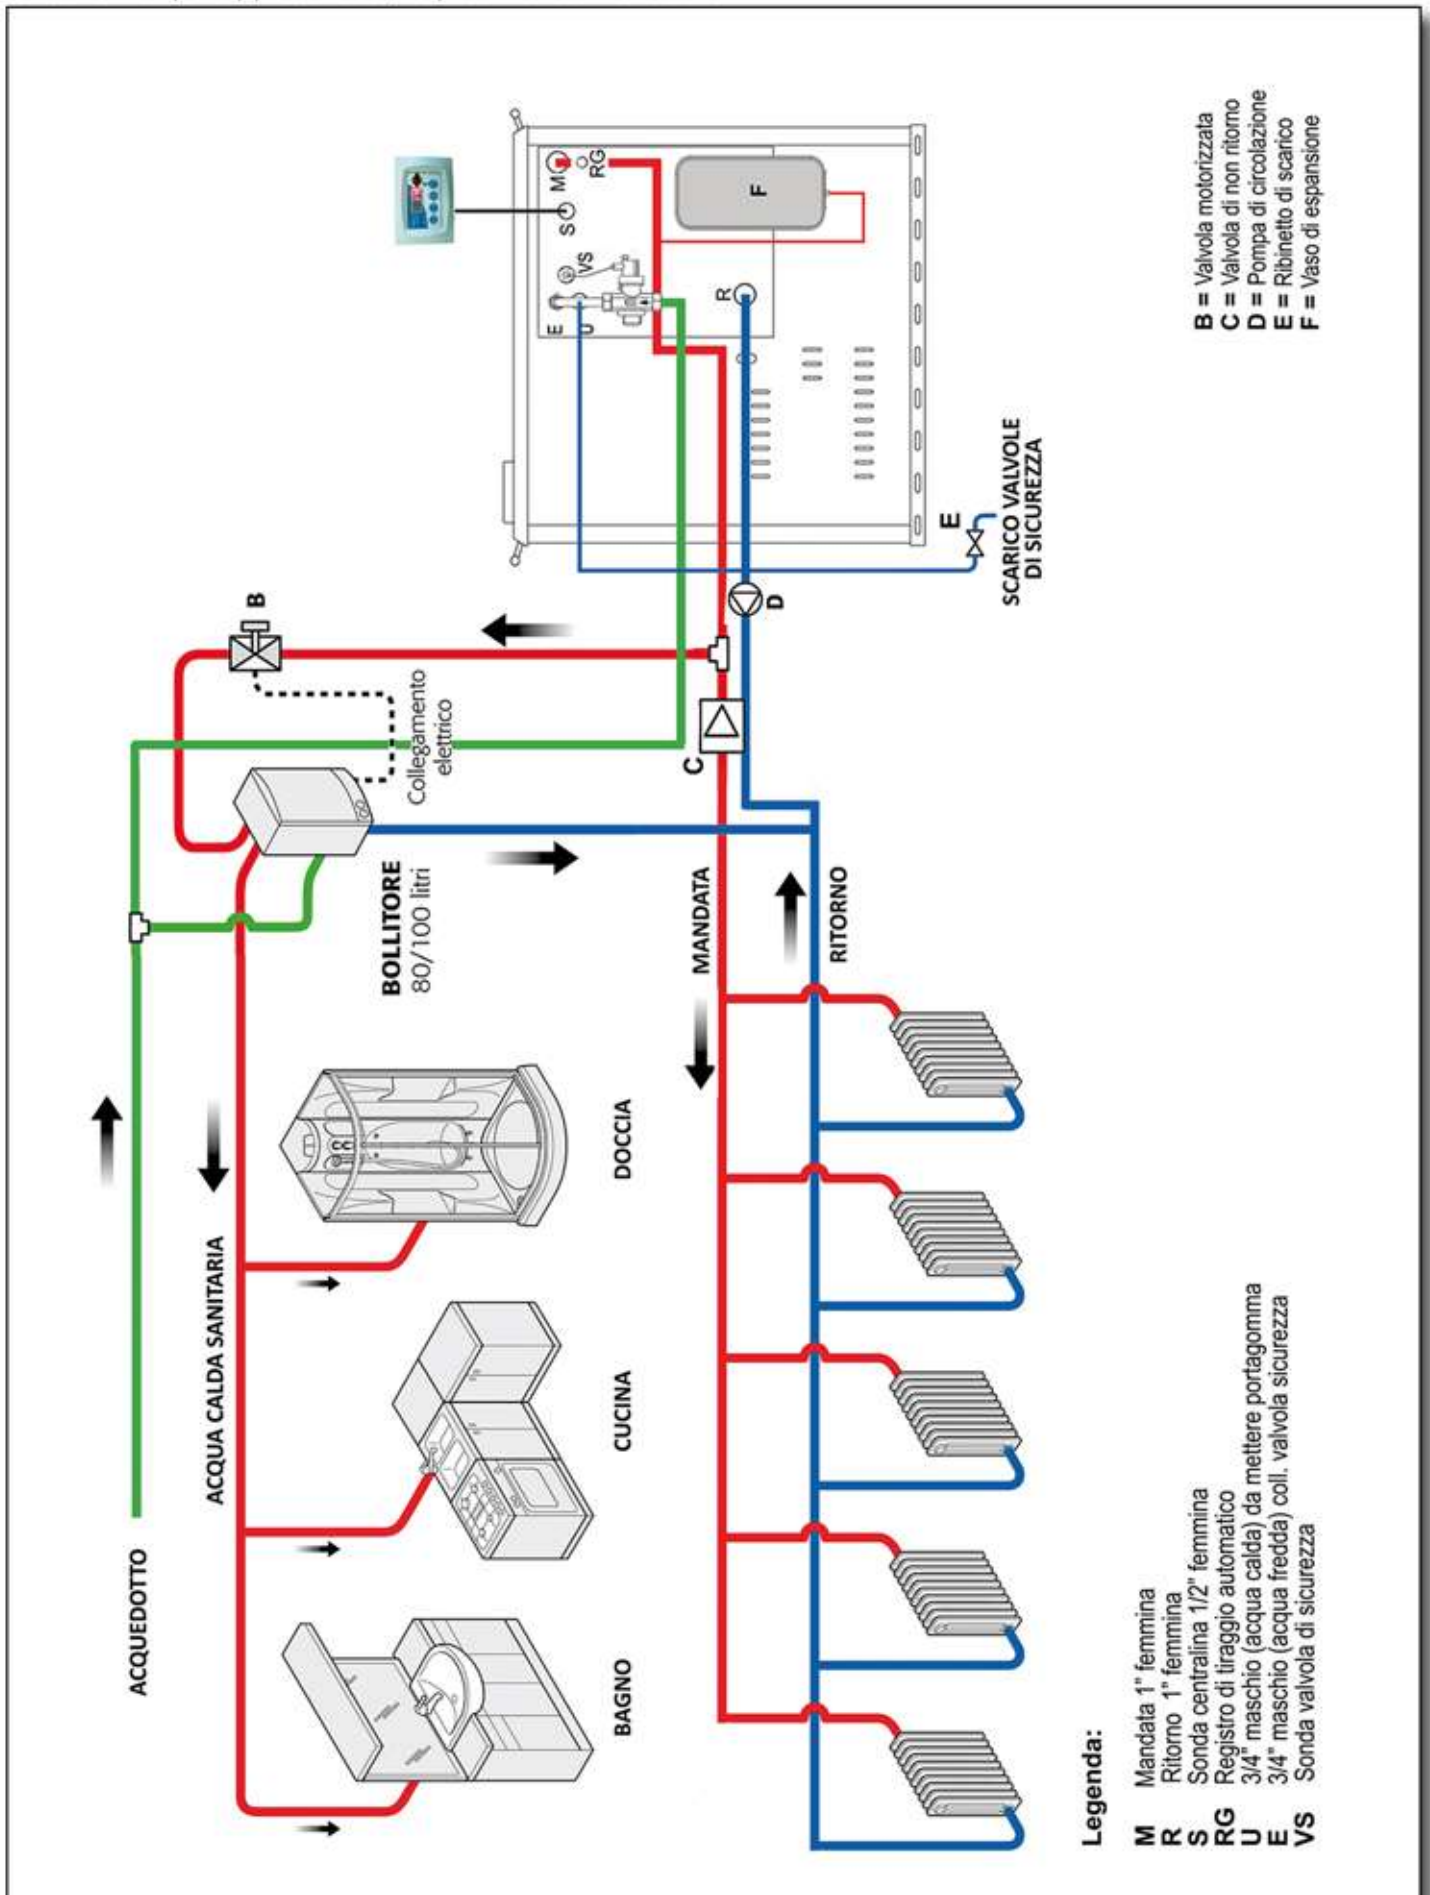 ACQUEDOTTO
ACQUA CALDA SANITARIA
BAGNO
CUCINA
DOCCIA
BOLLITORE
80/100 litri
Collegamento
elettrico
B
C
D
MANDATA
RITORNO
SCARICO VALVOLE
DI SICUREZZA
E
E
U
VS
S
M
RG
R
F
Legenda:
M Mandata 1" femmina
R Ritorno 1" femmina
S Sonda centralina 1/2" femmina
RG Registro di tiraggio automatico
U 3/4" maschio (acqua calda) da mettere portagomma
E 3/4" maschio (acqua fredda) coll. valvola sicurezza
VS Sonda valvola di sicurezza
B = Valvola motorizzata
C = Valvola di non ritorno
D = Pompa di circolazione
E = Ribinetto di scarico
F = Vaso di espansione